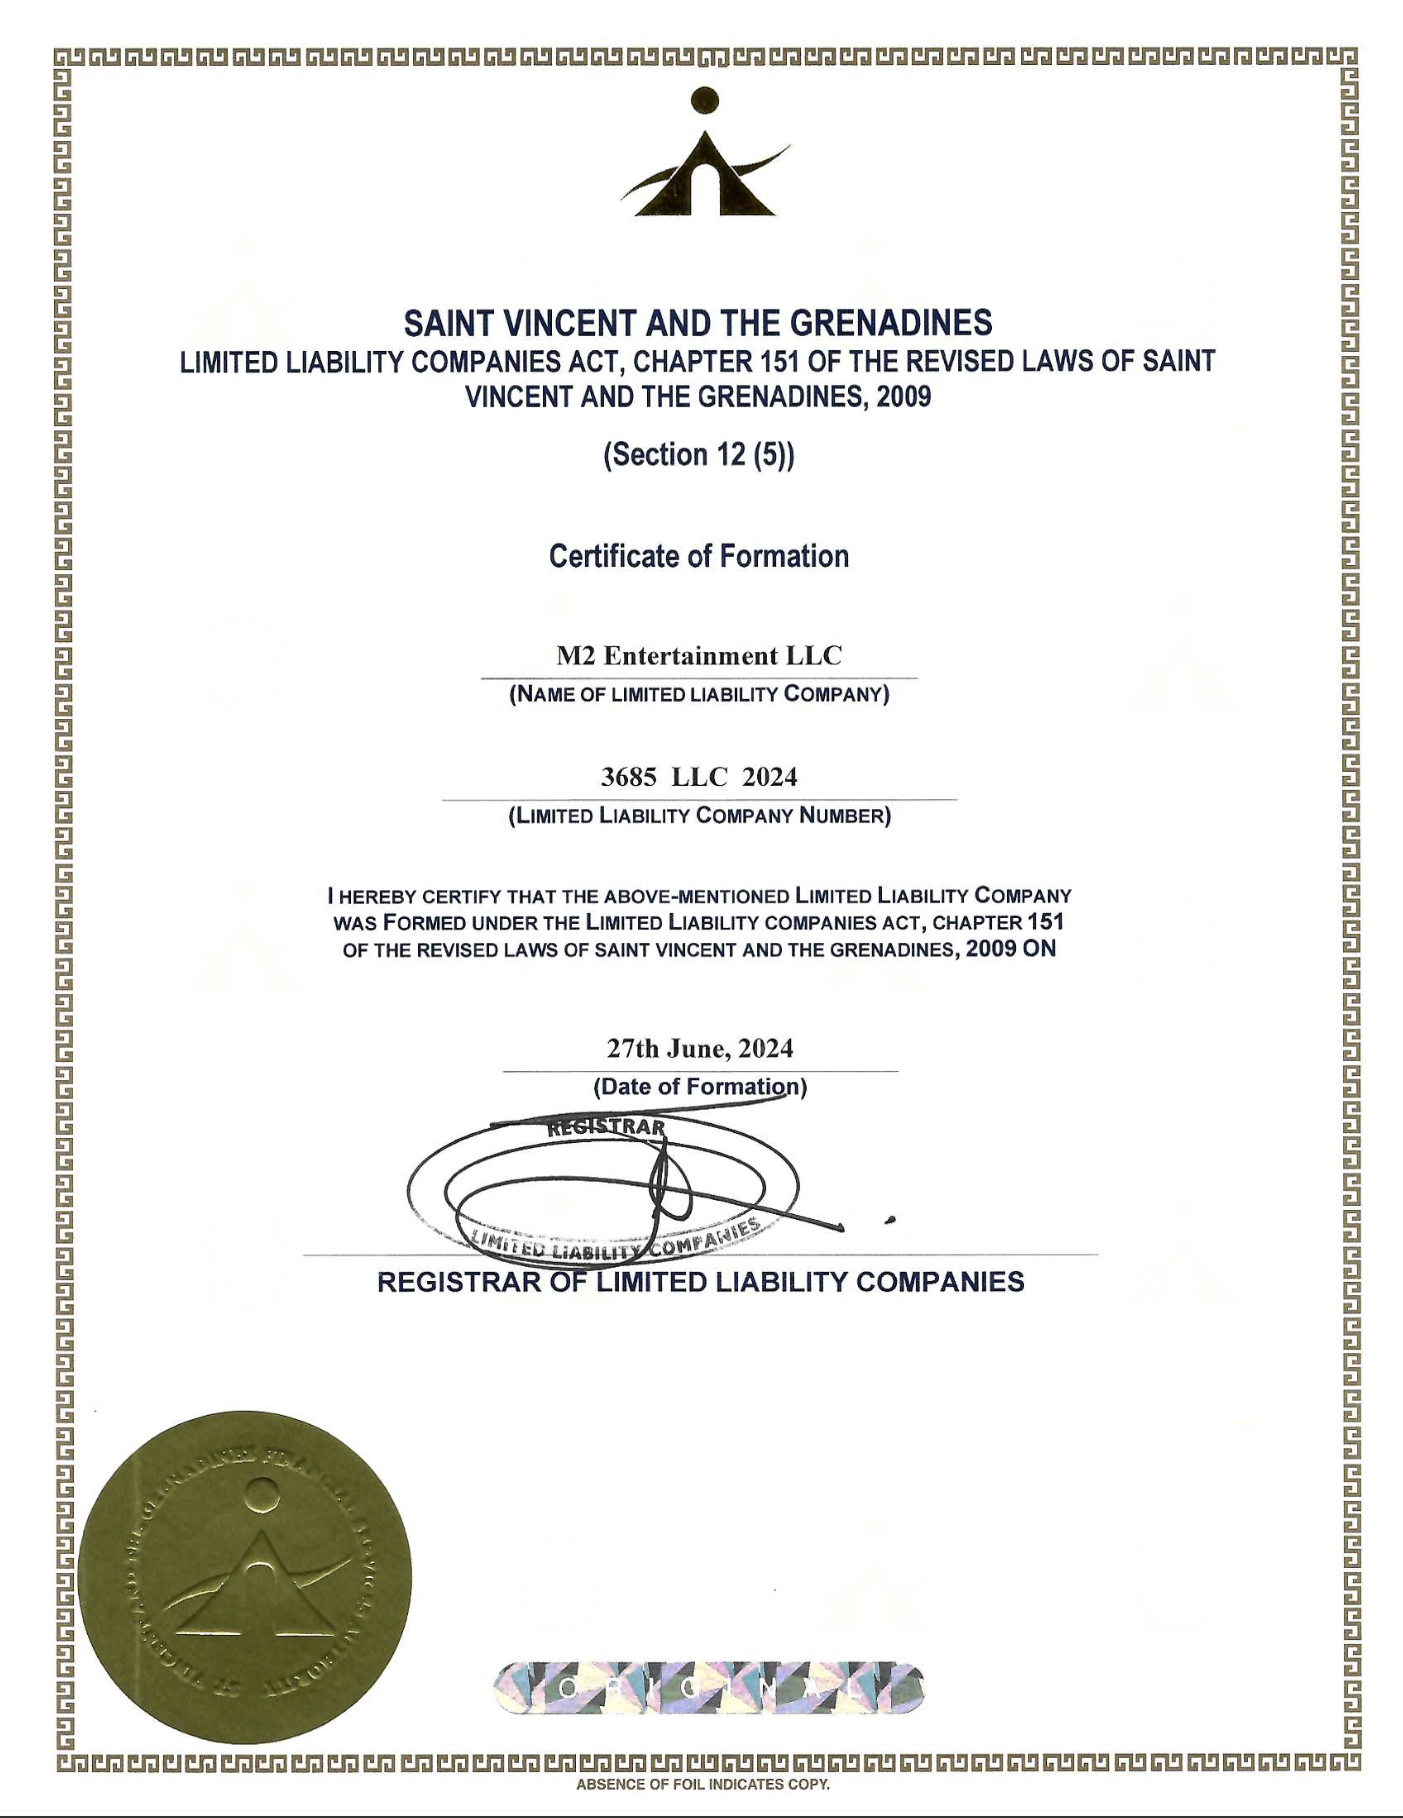 SAINT VINCENT AND THE GRENADINES
LIMITED LIABILITY COMPANIES ACT, CHAPTER 151 OF THE REVISED LAWS OF SAINT
VINCENT AND THE GRENADINES, 2009
(Section 12 (5))
Certificate of Formation
M2 Entertainment LLC
(NAME OF LIMITED LIABILITY COMPANY)
3685 LLC 2024
(LIMITED LIABILITY COMPANY NUMBER)
I HEREBY CERTIFY THAT THE ABOVE-MENTIONED LIMITED LIABILITY COMPANY
WAS FORMED UNDER THE LIMITED LIABILITY COMPANIES ACT, CHAPTER 151
OF THE REVISED LAWS OF SAINT VINCENT AND THE GRENADINES, 2009 ON
27th June, 2024
(Date of Formation)
REGISTRAR
LIMITED LIABILITY COMPANIES
REGISTRAR OF LIMITED LIABILITY COMPANIES
ST VINCENT AND THE GRENADINES FINANCIAL SERVICES AUTHORITY
ORIGINAL
ABSENCE OF FOIL INDICATES COPY.